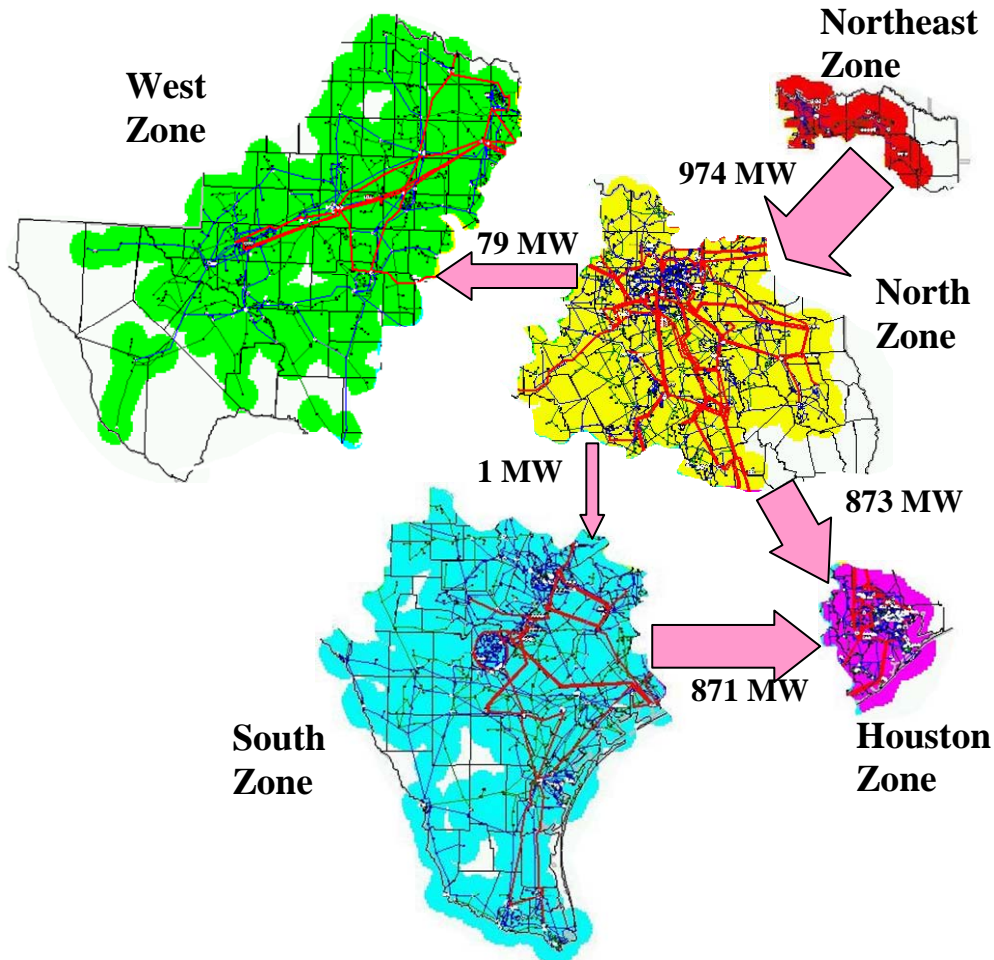 Northeast
Zone
West
Zone
974 MW
79 MW
North
Zone
1 MW
873 MW
871 MW
South
Zone
Houston
Zone